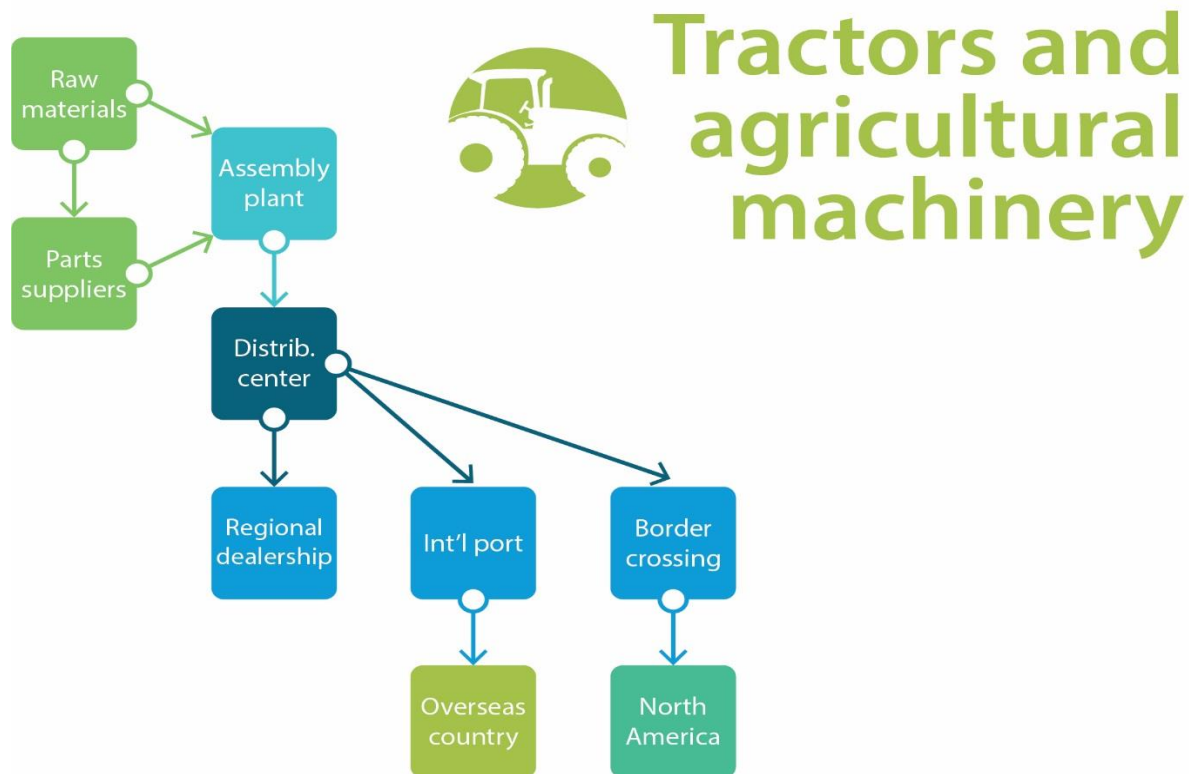 Tractors and
agricultural
machinery
Raw
materials
Assembly
plant
Parts
suppliers
Distrib.
center
Regional
dealership
Int'l port
Border
crossing
Overseas
country
North
America